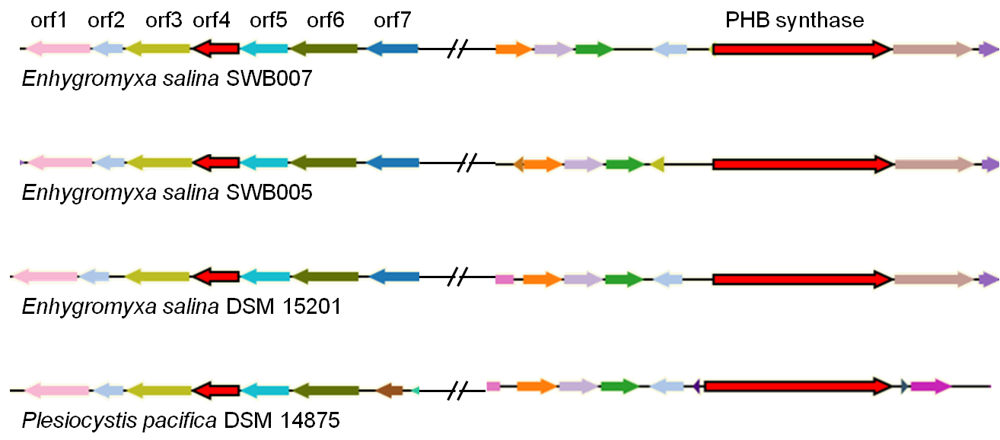 orf1 orf2 orf3 orf4 orf5 orf6 orf7 PHB synthase
Enhygromyxa salina SWB007
Enhygromyxa salina SWB005
Enhygromyxa salina DSM 15201
Plesiocystis pacifica DSM 14875